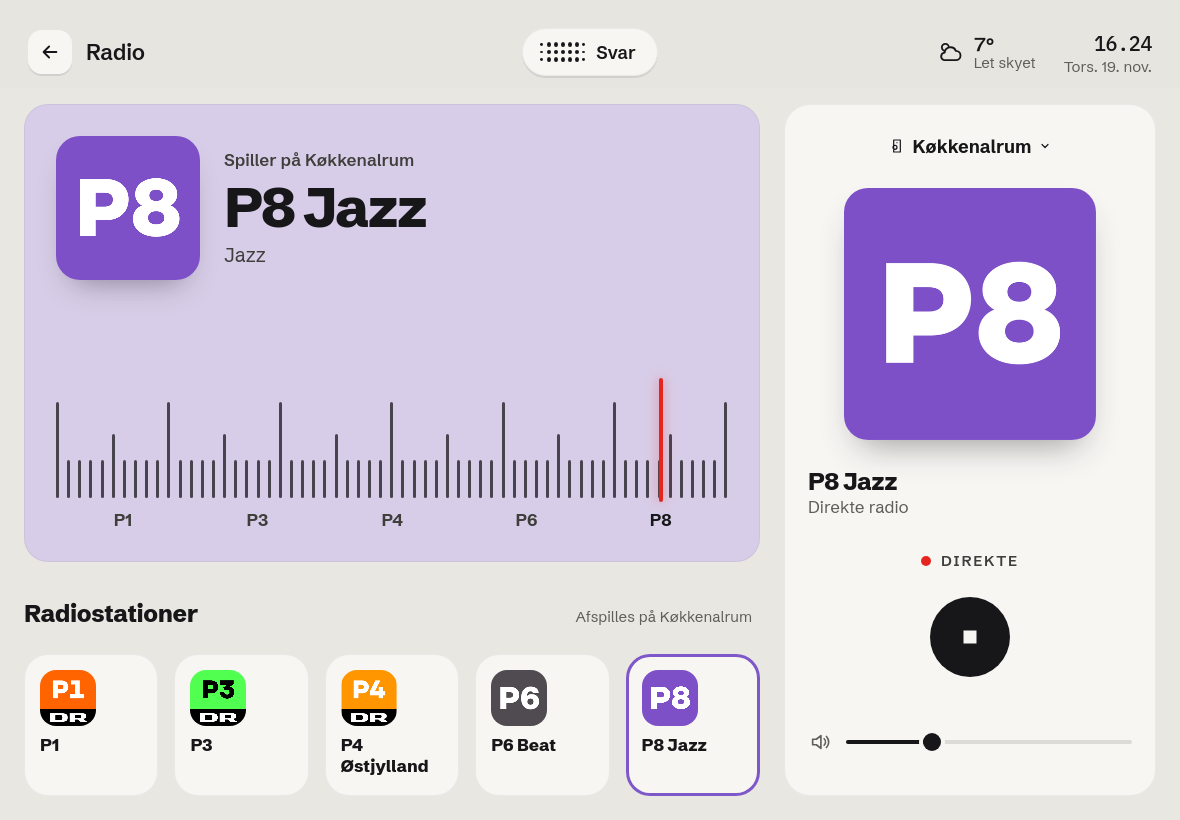 Radio
Svar
7°
Let skyet
16.24
Tors. 19. nov.
P8
Spiller på Køkkenalrum
P8 Jazz
Jazz
P1
P3
P4
P6
P8
Radiostationer
Afspilles på Køkkenalrum
P1
DR
P1
P3
DR
P3
P4
DR
P4
Østjylland
P6
P6 Beat
P8
P8 Jazz
Køkkenalrum
P8
P8 Jazz
Direkte radio
DIREKTE